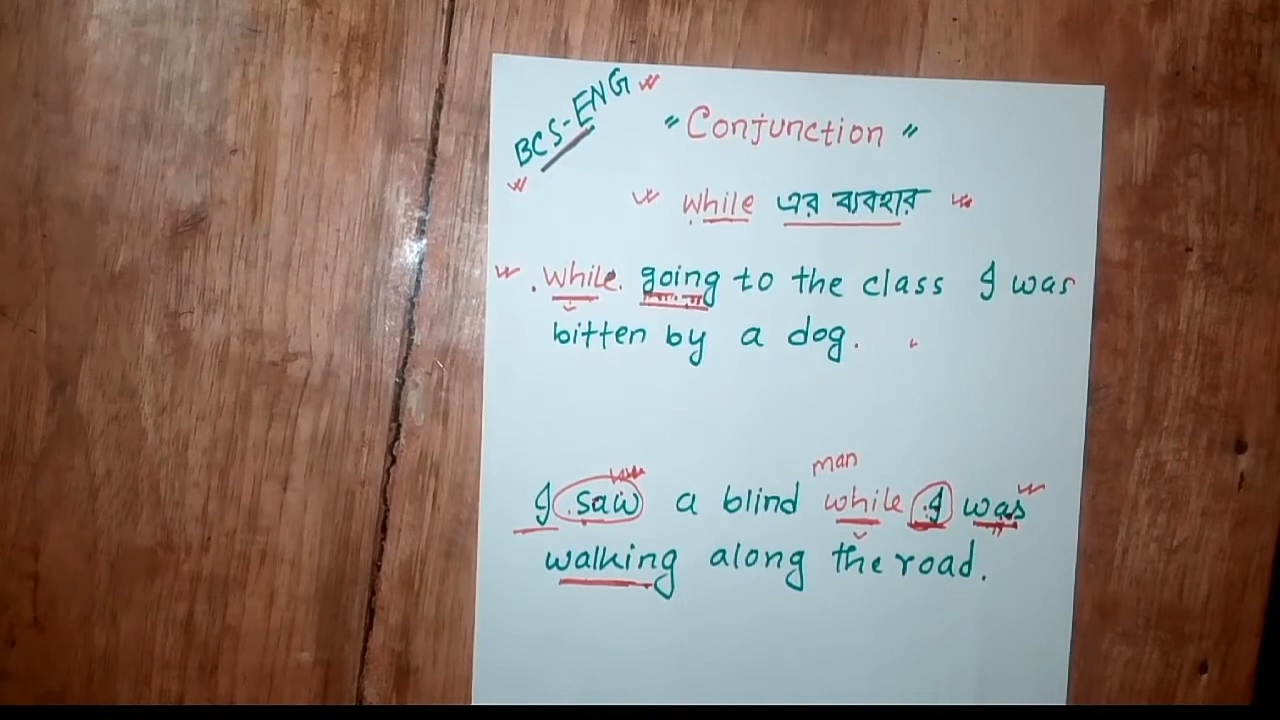 BCS-ENG
"Conjunction"
while এর ব্যবহার
while going to the class I was
bitten by a dog.
man
I saw a blind while I was
walking along the road.